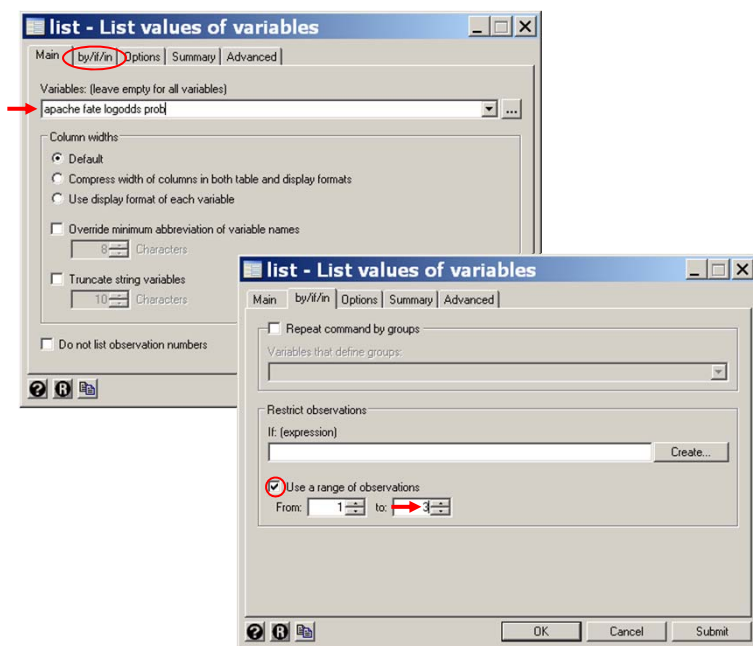 list - List values of variables
Main by/if/in Options Summary Advanced
Variables: (leave empty for all variables)
apache fate logodds prob
...
Column widths
Default
Compress width of columns in both table and display formats
Use display format of each variable
Override minimum abbreviation of variable names
8 Characters
Truncate string variables
10 Characters
Do not list observation numbers
list - List values of variables
Main by/if/in Options Summary Advanced
Repeat command by groups
Variables that define groups:
Restrict observations
If: (expression)
Create...
Use a range of observations
From: 1 to: 3
OK Cancel Submit